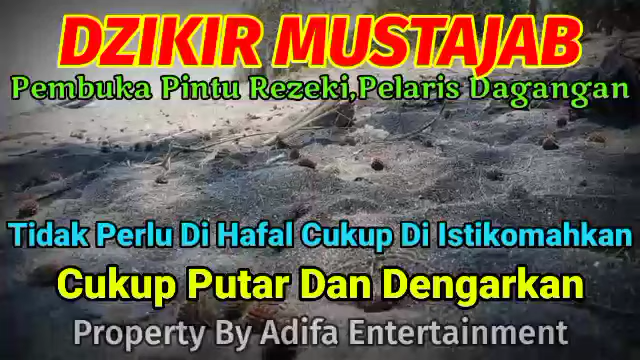 DZIKIR MUSTAJAB
Pembuka Pintu Rezeki,Pelaris Dagangan
Tidak Perlu Di Hafal Cukup Di Istikomahkan
Cukup Putar Dan Dengarkan
Property By Adifa Entertainment